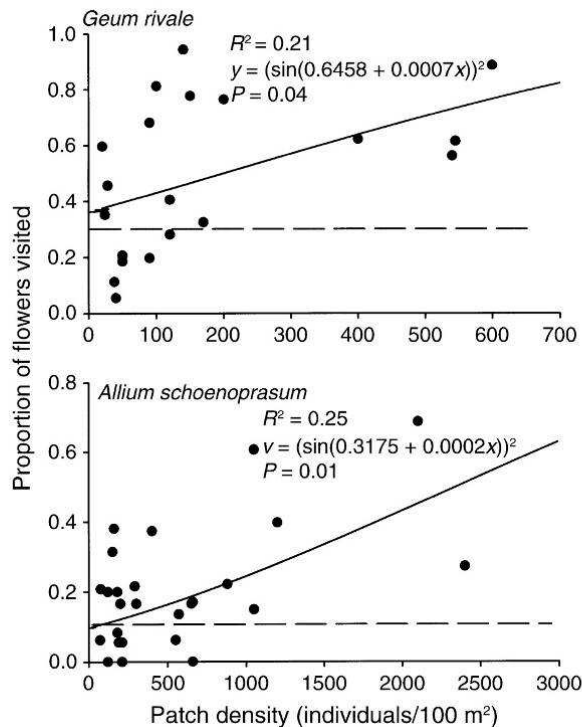 Geum rivale
1.0
0.8
0.6
0.4
0.2
0.0
R² = 0.21
y = (sin(0.6458 + 0.0007x))²
P = 0.04
0 100 200 300 400 500 600 700
Proportion of flowers visited
Allium schoenoprasum
0.8
0.6
0.4
0.2
0.0
R² = 0.25
v = (sin(0.3175 + 0.0002x))²
P = 0.01
0 500 1000 1500 2000 2500 3000
Patch density (individuals/100 m²)